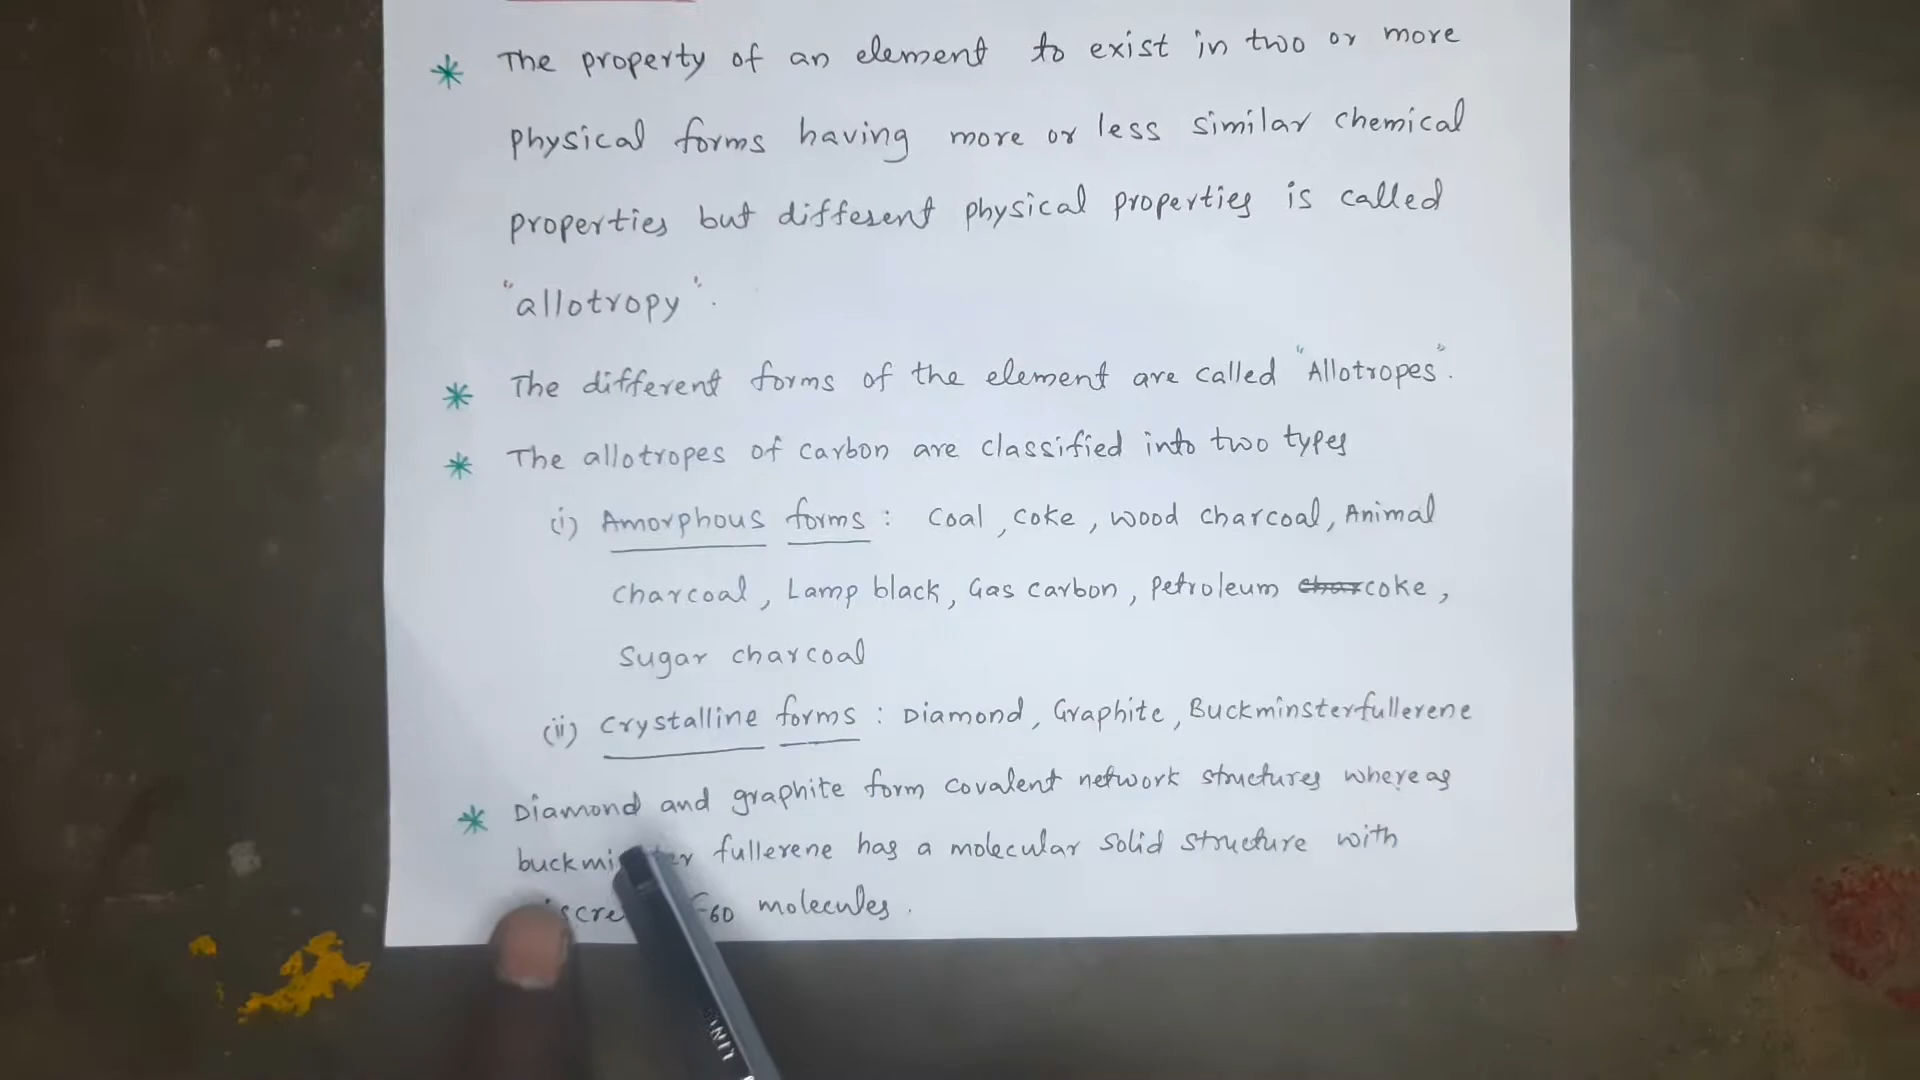 The property of an element to exist in two or more
physical forms having more or less similar chemical
properties but different physical properties is called
"allotropy".
The different forms of the element are called "Allotropes".
The allotropes of carbon are classified into two types
(i) Amorphous forms : Coal, coke, wood charcoal, Animal
charcoal, Lamp black, Gas carbon, Petroleum coke,
Sugar charcoal
(ii) Crystalline forms : Diamond, Graphite, Buckminsterfullerene
Diamond and graphite form covalent network structures whereas
fullerene has a molecular solid structure with
molecules.